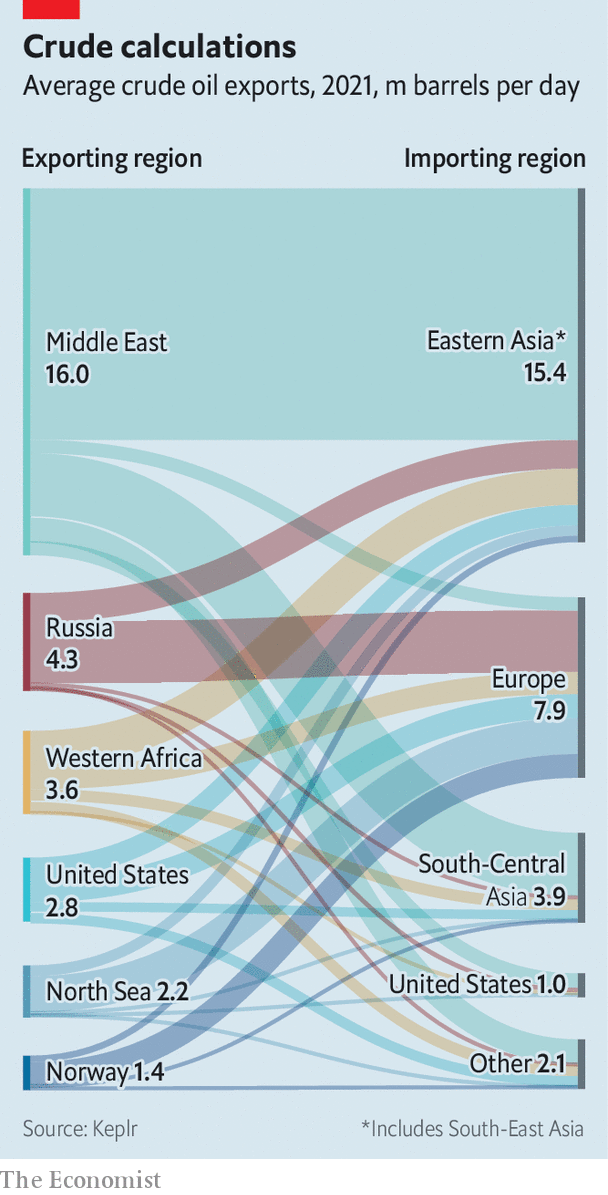 Crude calculations
Average crude oil exports, 2021, m barrels per day
Exporting region
Importing region
Middle East
16.0
Eastern Asia*
15.4
Russia
4.3
Europe
7.9
Western Africa
3.6
South-Central
Asia 3.9
United States
2.8
United States 1.0
North Sea 2.2
Other 2.1
Norway 1.4
Source: Keplr
*Includes South-East Asia
The Economist